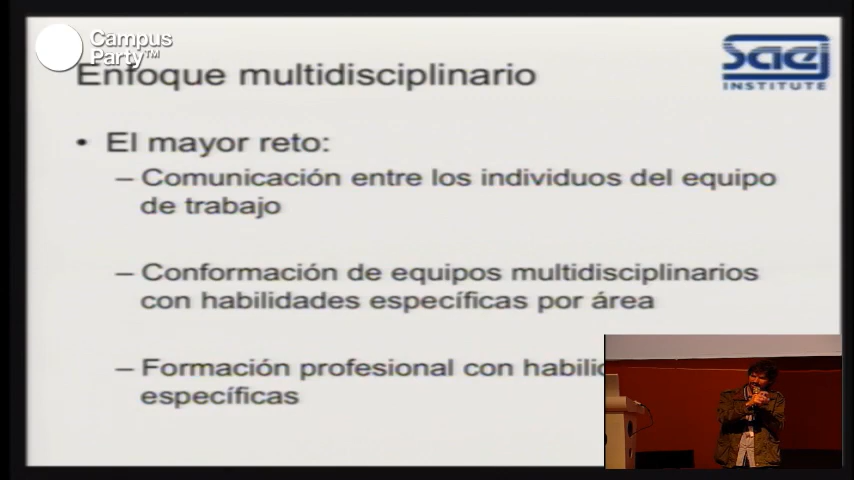 Campus
Party™
Enfoque multidisciplinario
saej
INSTITUTE
• El mayor reto:
– Comunicación entre los individuos del equipo
de trabajo
– Conformación de equipos multidisciplinarios
con habilidades específicas por área
– Formación profesional con
específicas